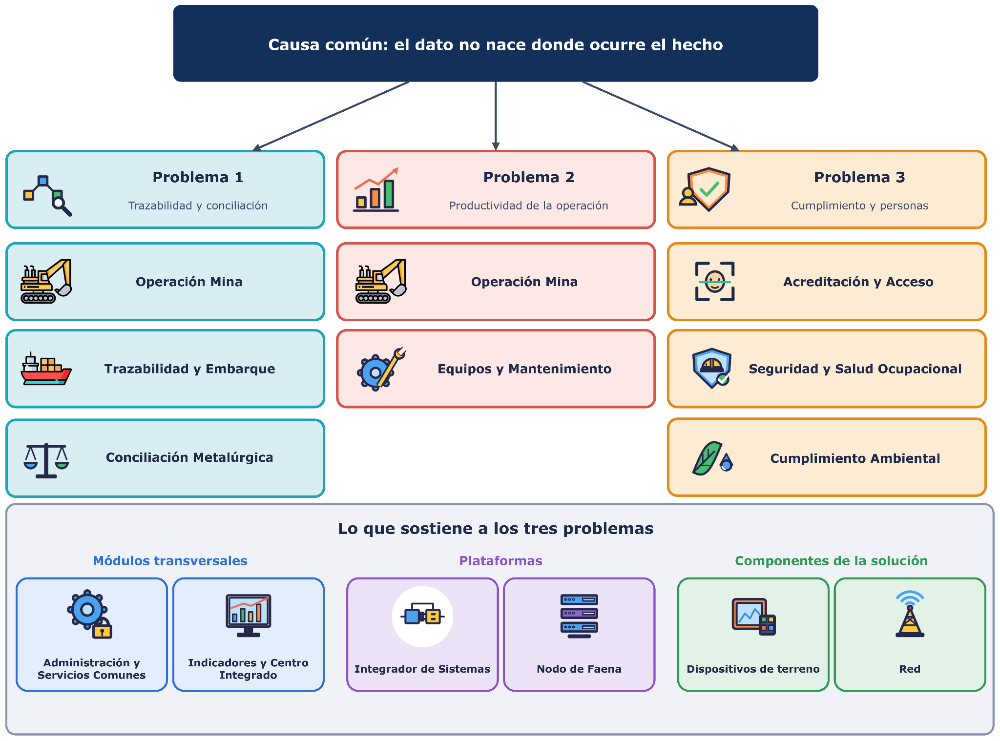 Causa común: el dato no nace donde ocurre el hecho
Problema 1
Trazabilidad y conciliación
Problema 2
Productividad de la operación
Problema 3
Cumplimiento y personas
Operación Mina
Operación Mina
Acreditación y Acceso
Trazabilidad y Embarque
Equipos y Mantenimiento
Seguridad y Salud Ocupacional
Conciliación Metalúrgica
Cumplimiento Ambiental
Lo que sostiene a los tres problemas
Módulos transversales
Plataformas
Componentes de la solución
Administración y
Servicios Comunes
Indicadores y Centro
Integrado
Integrador de Sistemas
Nodo de Faena
Dispositivos de terreno
Red